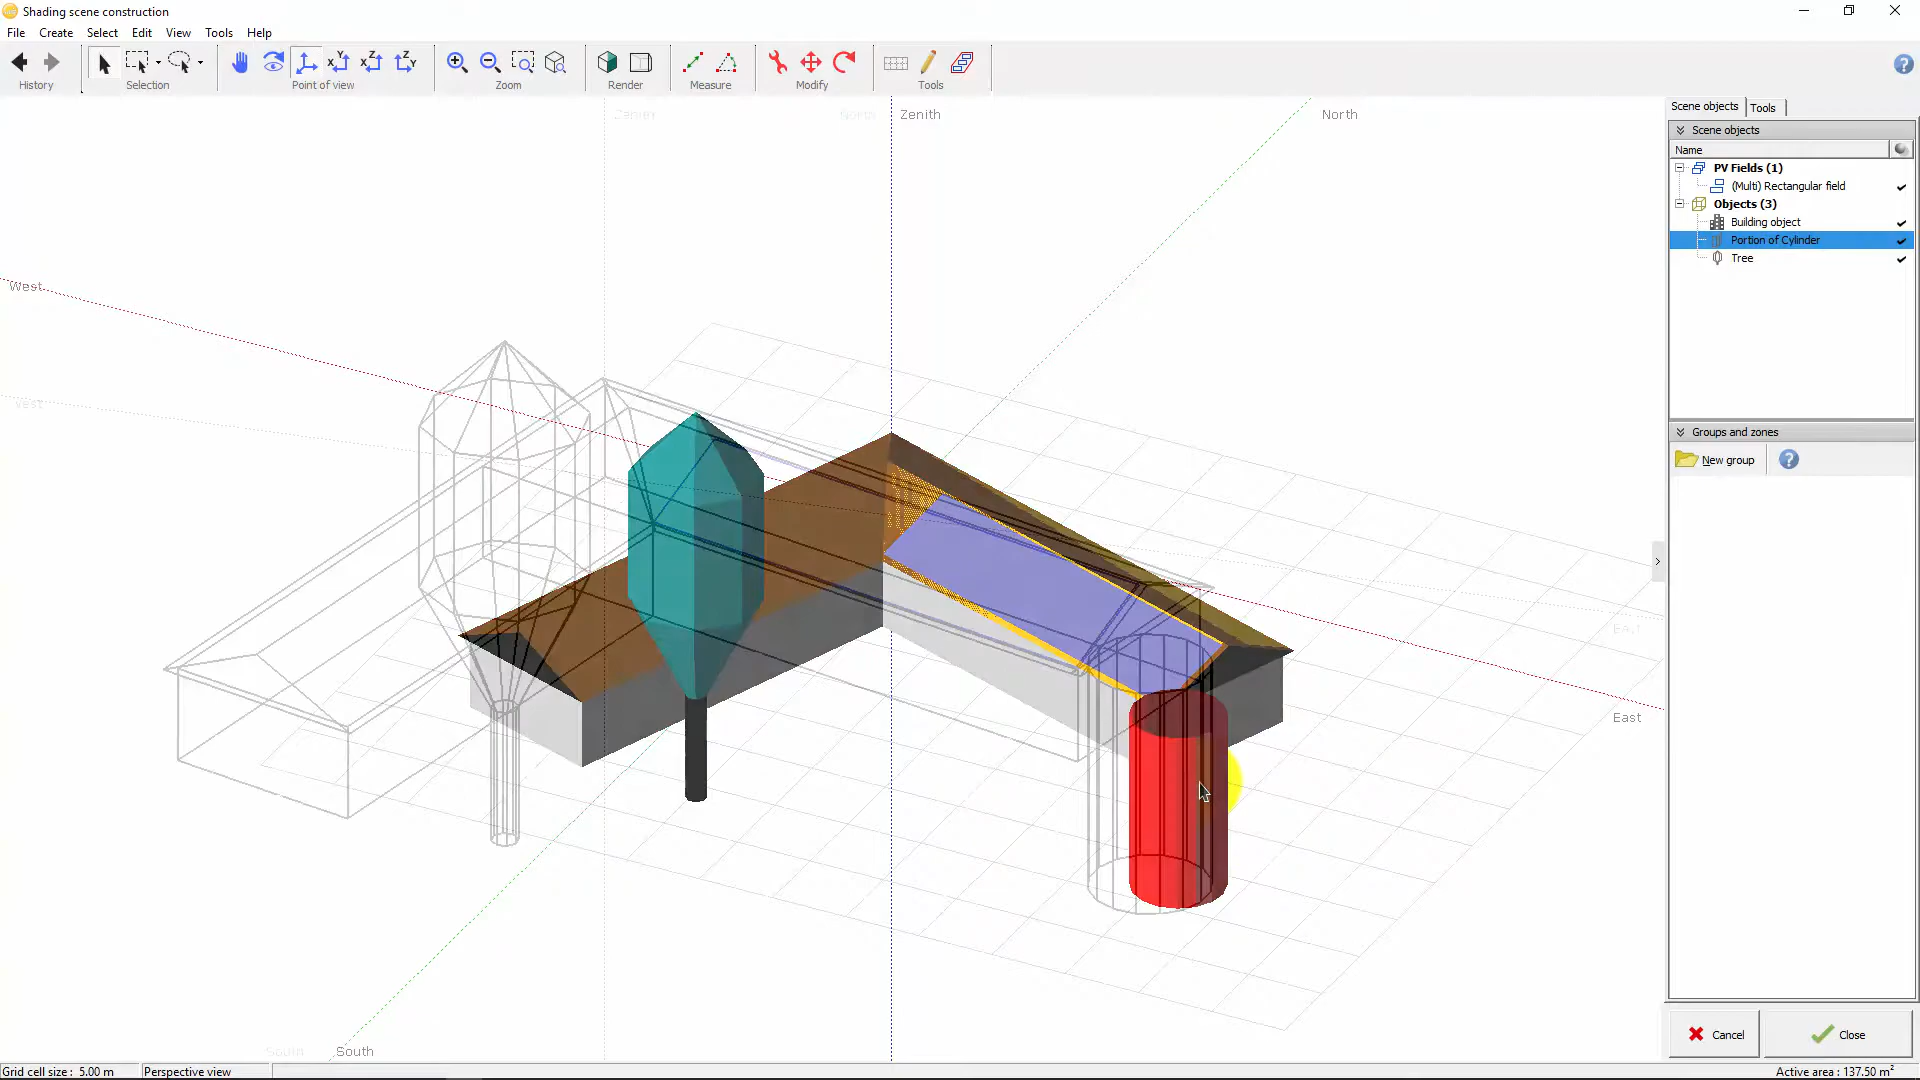 Shading scene construction
File Create Select Edit View Tools Help
History Selection Point of view Zoom Render Measure Modify Tools
Zenith
North
West
East
South
Scene objects Tools
Scene objects
Name
PV Fields (1)
(Multi) Rectangular field
Objects (3)
Building object
Portion of Cylinder
Tree
Groups and zones
New group
Cancel Close
Grid cell size : 5.00 m Perspective view Active area : 137.50 m²